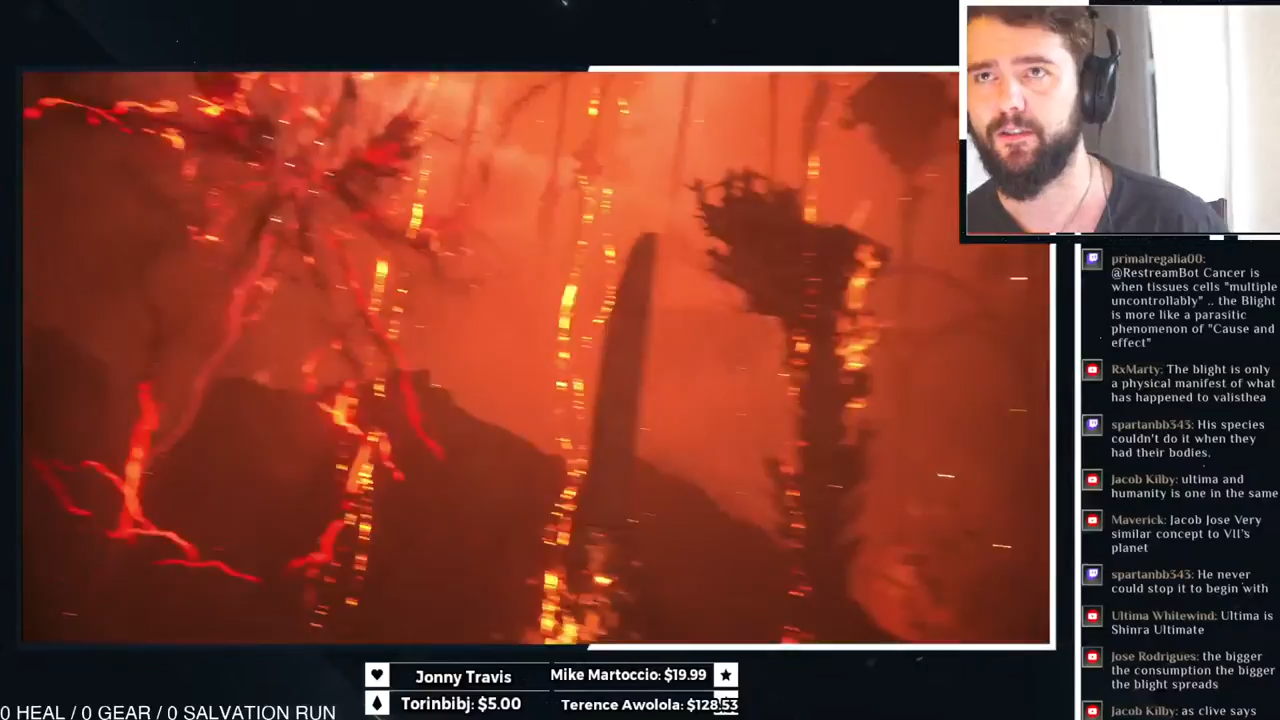 primalregalia00:
@RestreamBot Cancer is
when tissues cells "multiple
uncontrollably" .. the Blight
is more like a parasitic
phenomenon of "Cause and
effect"
RxMarty: The blight is only
a physical manifest of what
has happened to valisthea
spartanbb343: His species
couldn't do it when they
had their bodies.
Jacob Kilby: ultima and
humanity is one in the same
Maverick: Jacob Jose Very
similar concept to VII's
planet
spartanbb343: He never
could stop it to begin with
Ultima Whitewind: Ultima is
Shinra Ultimate
Jose Rodrigues: the bigger
the consumption the bigger
the blight spreads
Jacob Kilby: as clive says
Jonny Travis
Mike Martoccio: $19.99
Torinbibj: $5.00
Terence Awolola: $128.53
0 HEAL / 0 GEAR / 0 SALVATION RUN